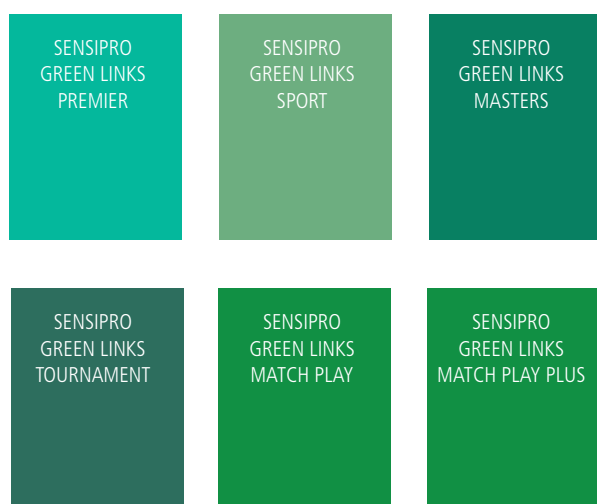 SENSIPRO
GREEN LINKS
PREMIER
SENSIPRO
GREEN LINKS
SPORT
SENSIPRO
GREEN LINKS
MASTERS
SENSIPRO
GREEN LINKS
TOURNAMENT
SENSIPRO
GREEN LINKS
MATCH PLAY
SENSIPRO
GREEN LINKS
MATCH PLAY PLUS